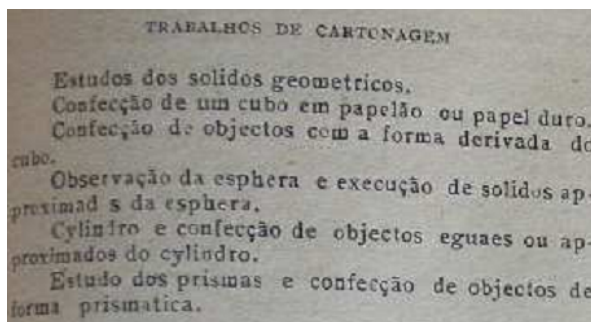 TRABALHOS DE CARTONAGEM
Estudos dos solidos geometricos.
Confecção de um cubo em papelão ou papel duro.
Confecção de objectos com a forma derivada do
cubo.
Observação da esphera e execução de solidos ap-
proximad s da esphera.
Cylindro e confecção de objectos eguaes ou ap-
proximados do cylindro.
Estudo dos prismas e confecção de objectos de
forma prismatica.